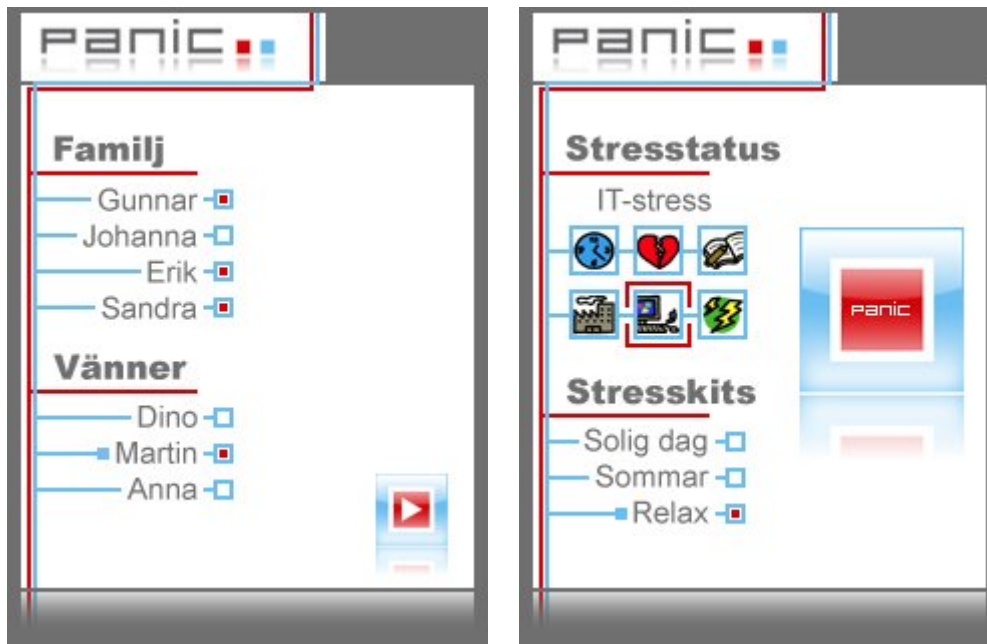 Panic
Familj
Gunnar
Johanna
Erik
Sandra
Vänner
Dino
Martin
Anna
Panic
Stresstatus
IT-stress
Panic
Stresskits
Solig dag
Sommar
Relax